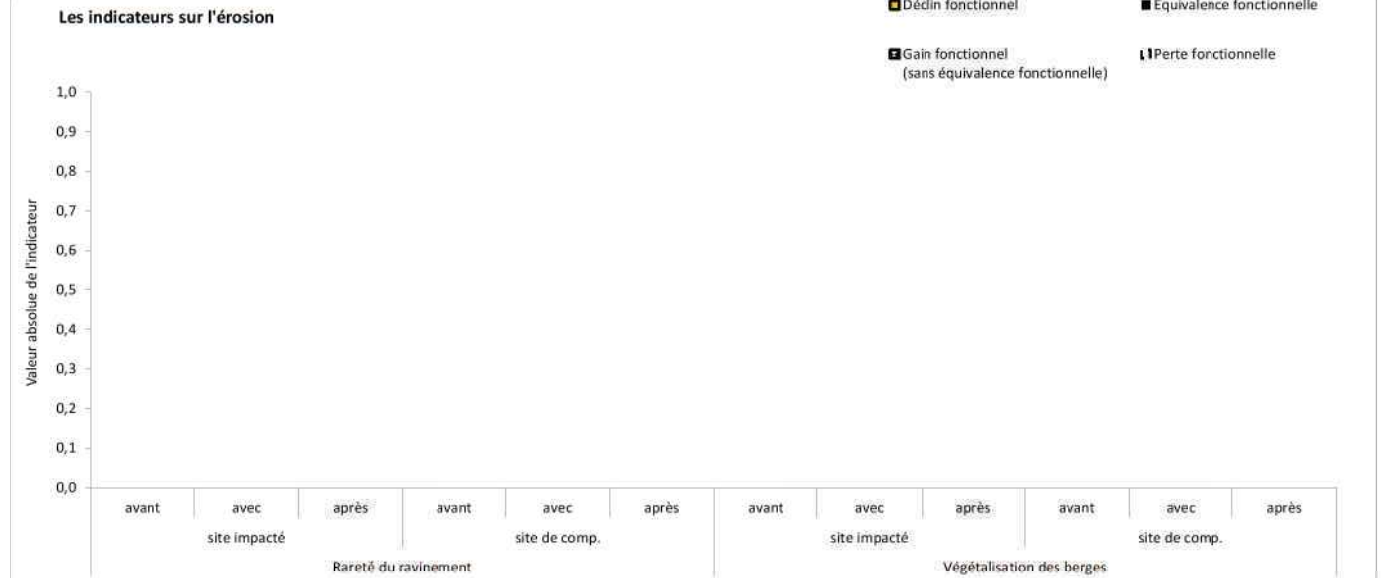 Les indicateurs sur l'érosion
Déclin fonctionnel
Equivalence fonctionnelle
Gain fonctionnel
(sans équivalence fonctionnelle)
Perte fonctionnelle
Valeur absolue de l'indicateur
1,0
0,9
0,8
0,7
0,6
0,5
0,4
0,3
0,2
0,1
0,0
avant avec après avant avec après avant avec après avant avec après
site impacté site de comp. site impacté site de comp.
Rareté du ravinement Végétalisation des berges